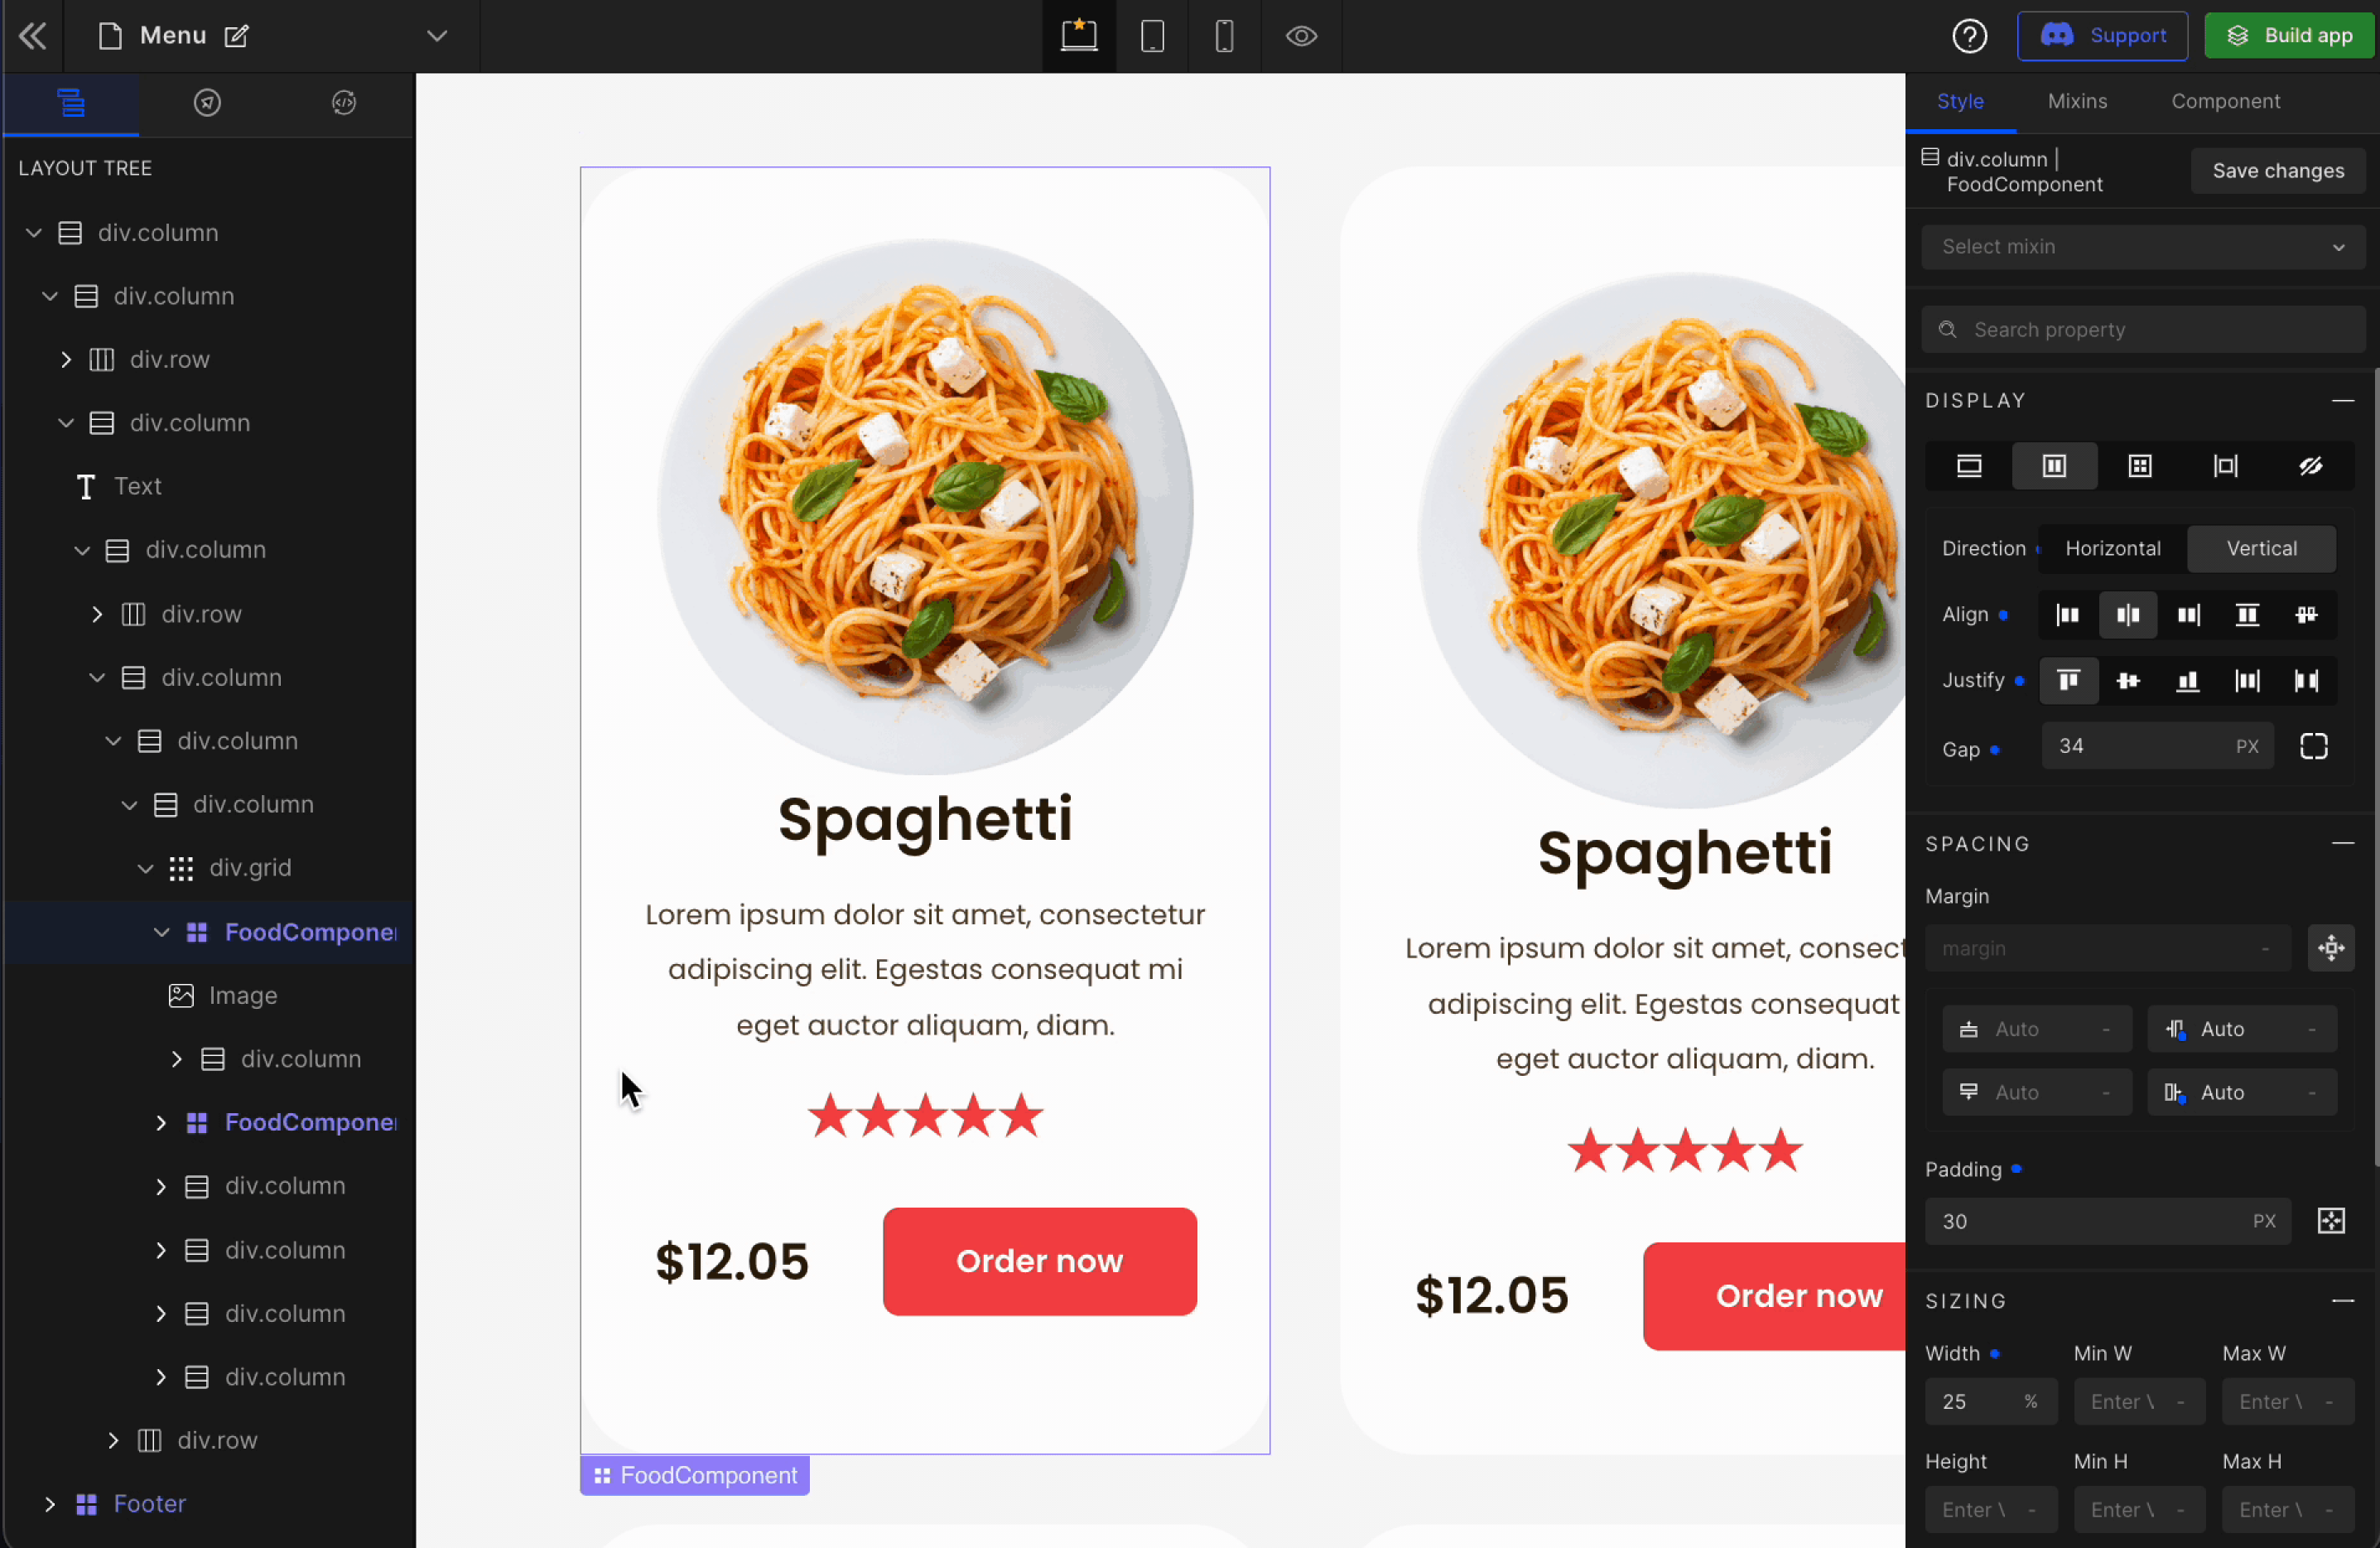 Menu
Support
Build app
LAYOUT TREE
div.column
div.column
div.row
div.column
Text
div.column
div.row
div.column
div.column
div.column
div.grid
FoodComponen
Image
div.column
FoodComponen
div.column
div.column
div.column
div.column
div.row
Footer
Spaghetti
Lorem ipsum dolor sit amet, consectetur
adipiscing elit. Egestas consequat mi
eget auctor aliquam, diam.
$12.05
Order now
FoodComponent
Spaghetti
Lorem ipsum dolor sit amet, consect
adipiscing elit. Egestas consequat
eget auctor aliquam, diam.
$12.05
Order now
Style Mixins Component
div.column |
FoodComponent
Save changes
Select mixin
Search property
DISPLAY
Direction Horizontal Vertical
Align
Justify
Gap 34 PX
SPACING
Margin
margin -
Auto - Auto -
Auto - Auto -
Padding
30 PX
SIZING
Width Min W Max W
25 % Enter \ - Enter \ -
Height Min H Max H
Enter \ - Enter \ - Enter \ -